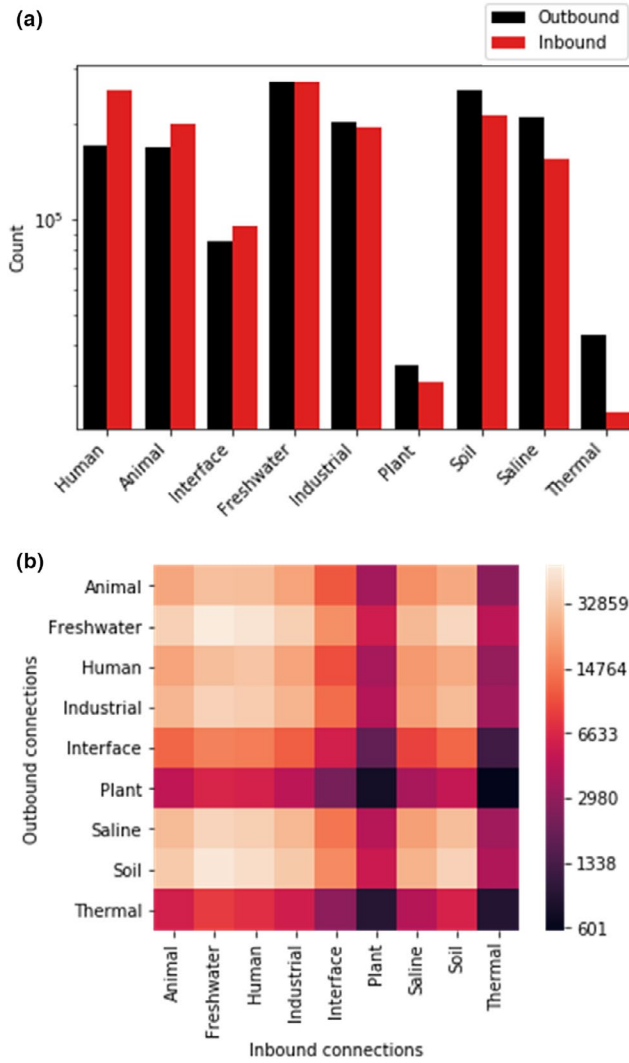 (a)
Outbound
Inbound
Count
10⁵
Human
Animal
Interface
Freshwater
Industrial
Plant
Soil
Saline
Thermal
(b)
Outbound connections
Animal
Freshwater
Human
Industrial
Interface
Plant
Saline
Soil
Thermal
32859
14764
6633
2980
1338
601
Animal
Freshwater
Human
Industrial
Interface
Plant
Saline
Soil
Thermal
Inbound connections